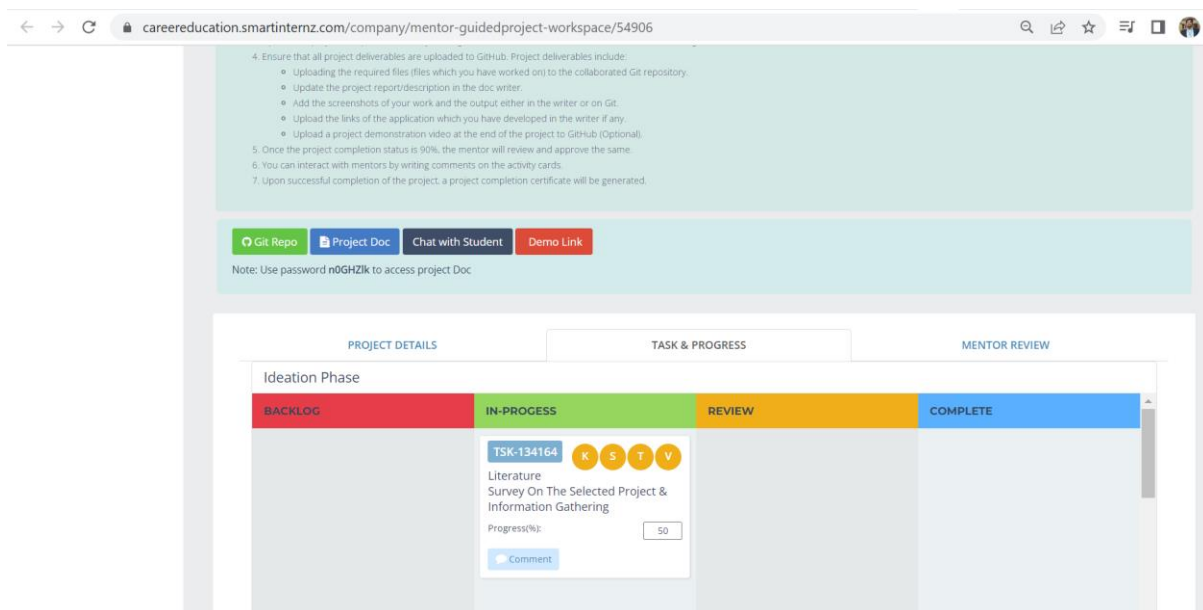 careereducation.smartinternz.com/company/mentor-guidedproject-workspace/54906
4. Ensure that all project deliverables are uploaded to GitHub. Project deliverables include:
Uploading the required files (files which you have worked on) to the collaborated Git repository.
Update the project report/description in the doc writer.
Add the screenshots of your work and the output either in the writer or on Git.
Upload the links of the application which you have developed in the writer if any.
Upload a project demonstration video at the end of the project to GitHub (Optional).
5. Once the project completion status is 90%, the mentor will review and approve the same.
6. You can interact with mentors by writing comments on the activity cards.
7. Upon successful completion of the project, a project completion certificate will be generated.
Git Repo Project Doc Chat with Student Demo Link
Note: Use password n0GHZlk to access project Doc
PROJECT DETAILS TASK & PROGRESS MENTOR REVIEW
Ideation Phase
BACKLOG IN-PROGESS REVIEW COMPLETE
TSK-134164 K S T V
Literature
Survey On The Selected Project &
Information Gathering
Progress(%): 50
Comment